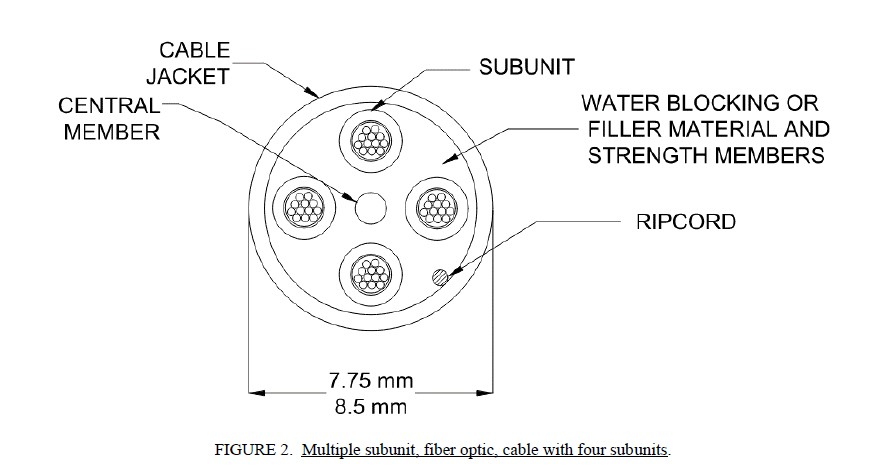 CABLE
JACKET
SUBUNIT
CENTRAL
MEMBER
WATER BLOCKING OR
FILLER MATERIAL AND
STRENGTH MEMBERS
RIPCORD
7.75 mm
8.5 mm
FIGURE 2. Multiple subunit, fiber optic, cable with four subunits.